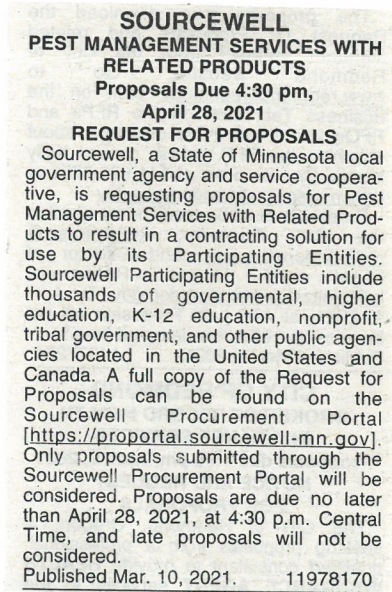 SOURCEWELL
PEST MANAGEMENT SERVICES WITH
RELATED PRODUCTS
Proposals Due 4:30 pm,
April 28, 2021
REQUEST FOR PROPOSALS
Sourcewell, a State of Minnesota local
government agency and service coopera-
tive, is requesting proposals for Pest
Management Services with Related Prod-
ucts to result in a contracting solution for
use by its Participating Entities.
Sourcewell Participating Entities include
thousands of governmental, higher
education, K-12 education, nonprofit,
tribal government, and other public agen-
cies located in the United States and
Canada. A full copy of the Request for
Proposals can be found on the
Sourcewell Procurement Portal
[https://proportal.sourcewell-mn.gov].
Only proposals submitted through the
Sourcewell Procurement Portal will be
considered. Proposals are due no later
than April 28, 2021, at 4:30 p.m. Central
Time, and late proposals will not be
considered.
Published Mar. 10, 2021. 11978170